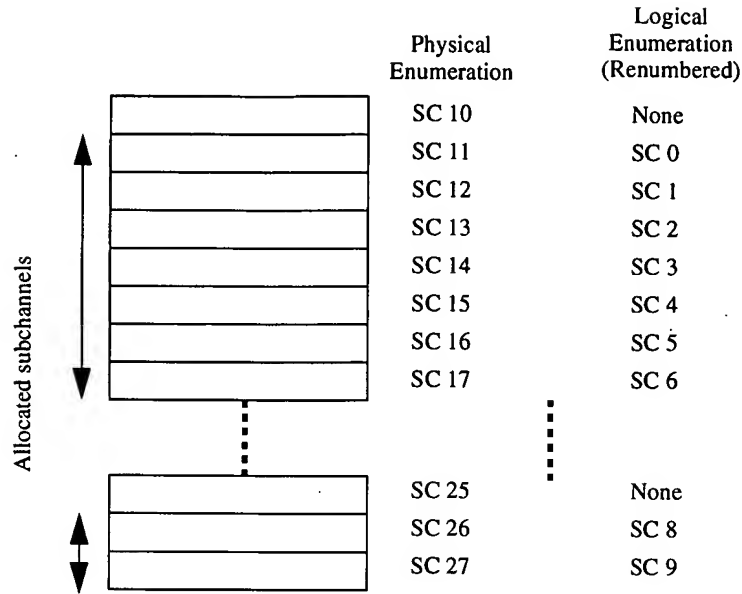 Physical
Enumeration
Logical
Enumeration
(Renumbered)
Allocated subchannels
SC 10 None
SC 11 SC 0
SC 12 SC 1
SC 13 SC 2
SC 14 SC 3
SC 15 SC 4
SC 16 SC 5
SC 17 SC 6
SC 25 None
SC 26 SC 8
SC 27 SC 9